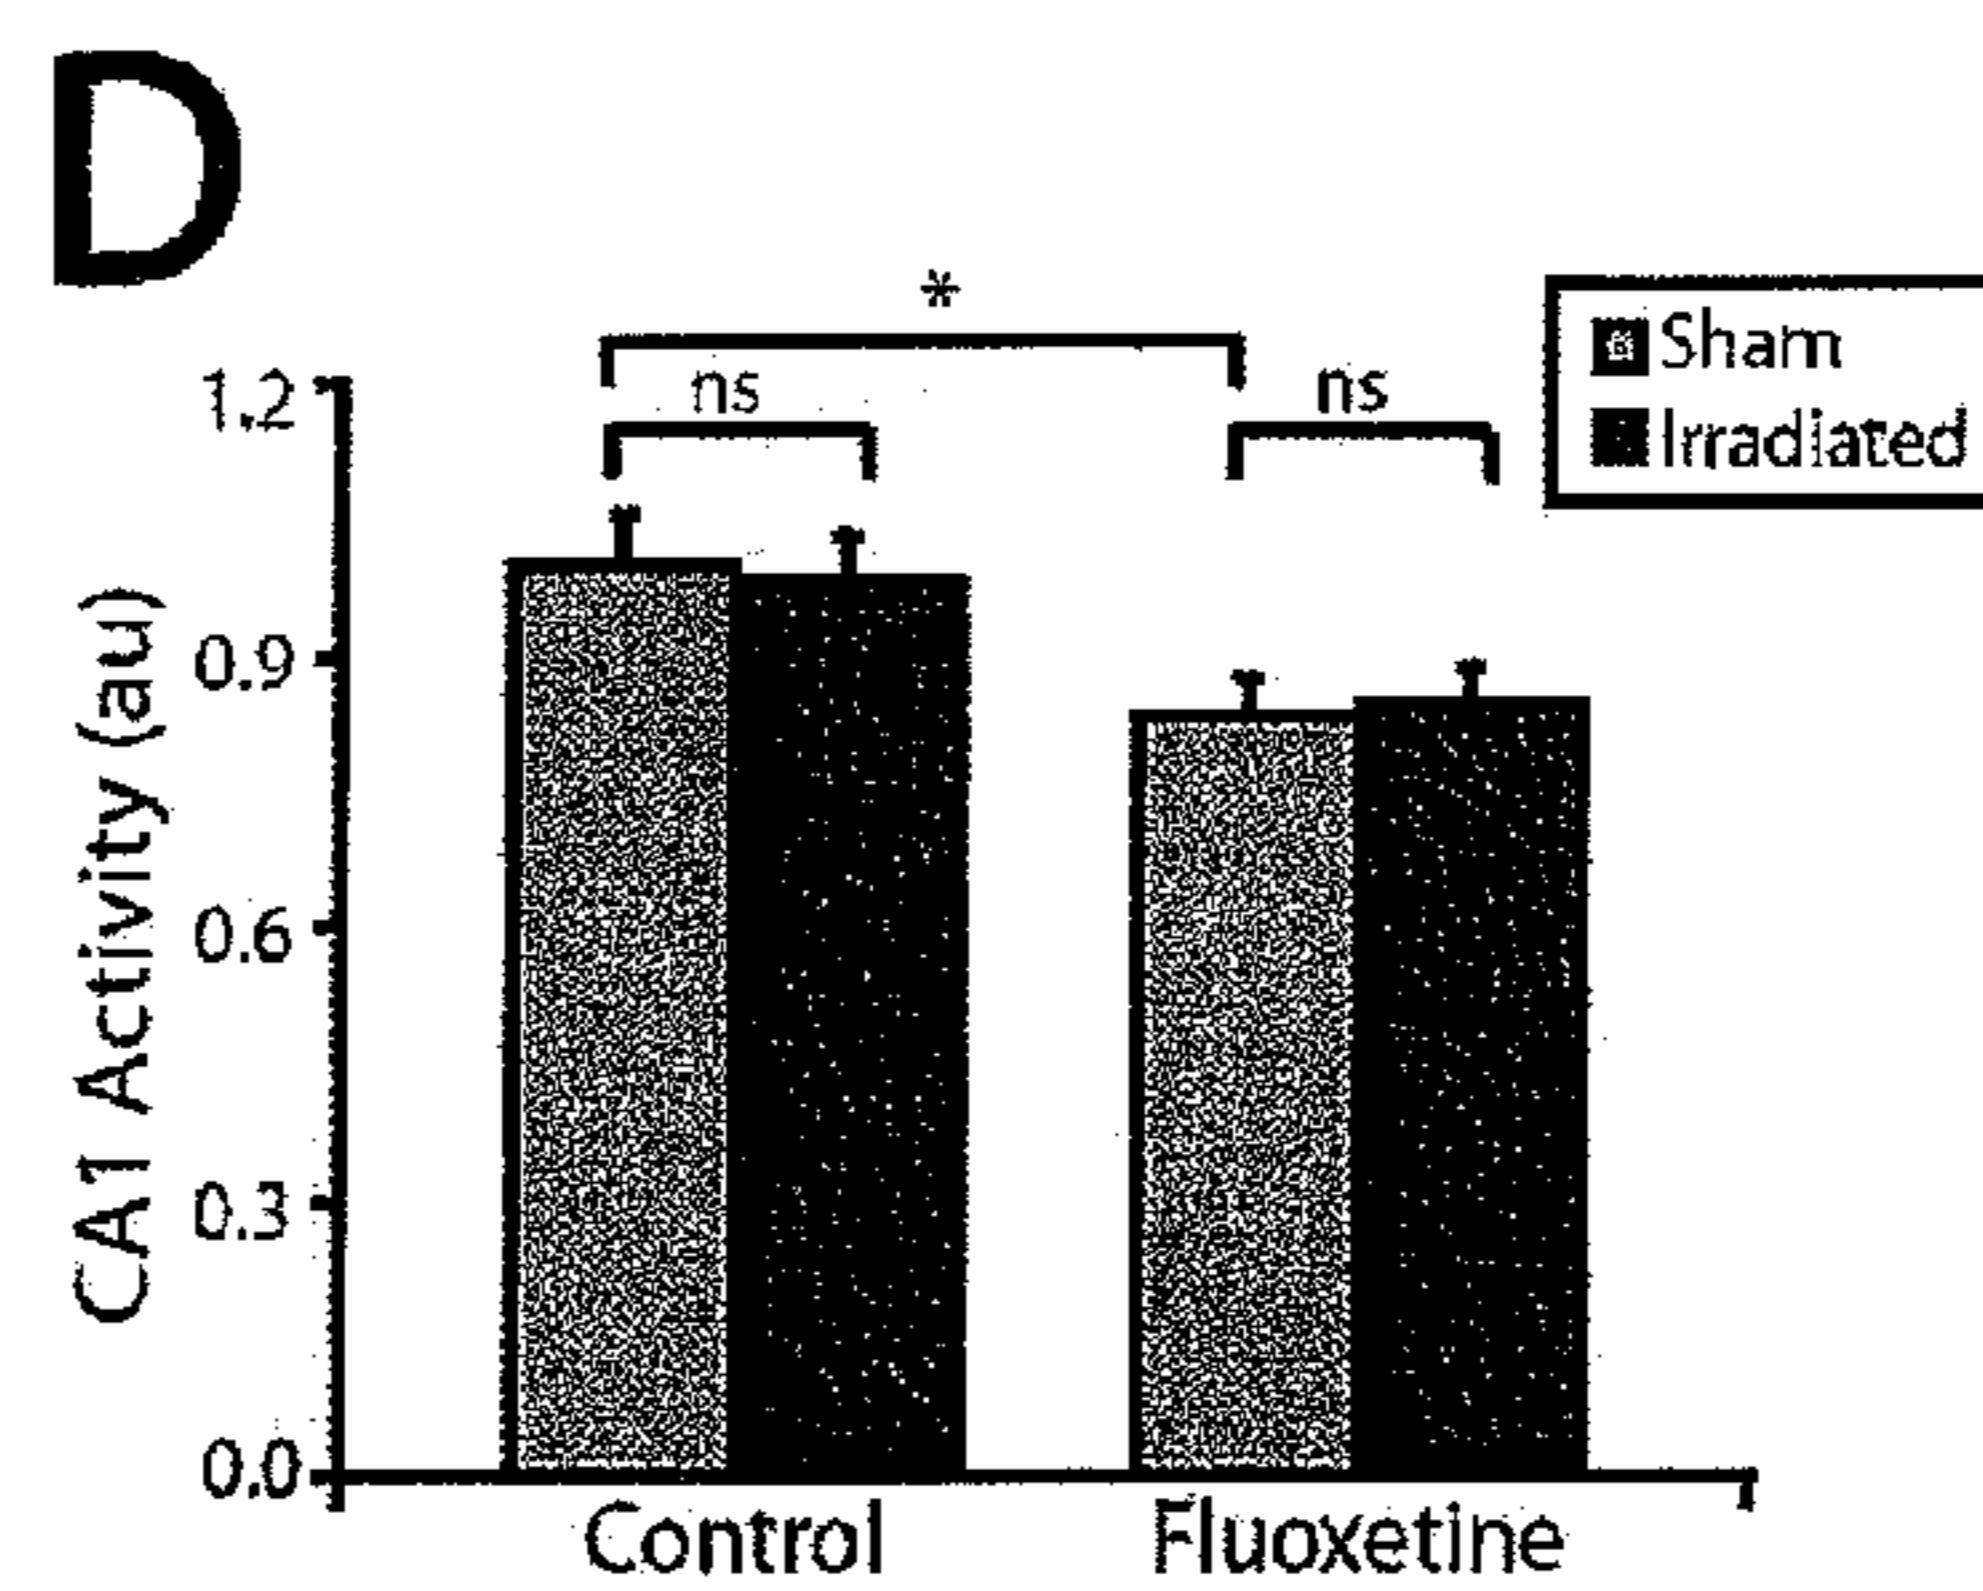 D
*
ns
ns
Sham
Irradiated
1.2
0.9
0.6
0.3
0.0
CA1 Activity (au)
Control
Fluoxetine